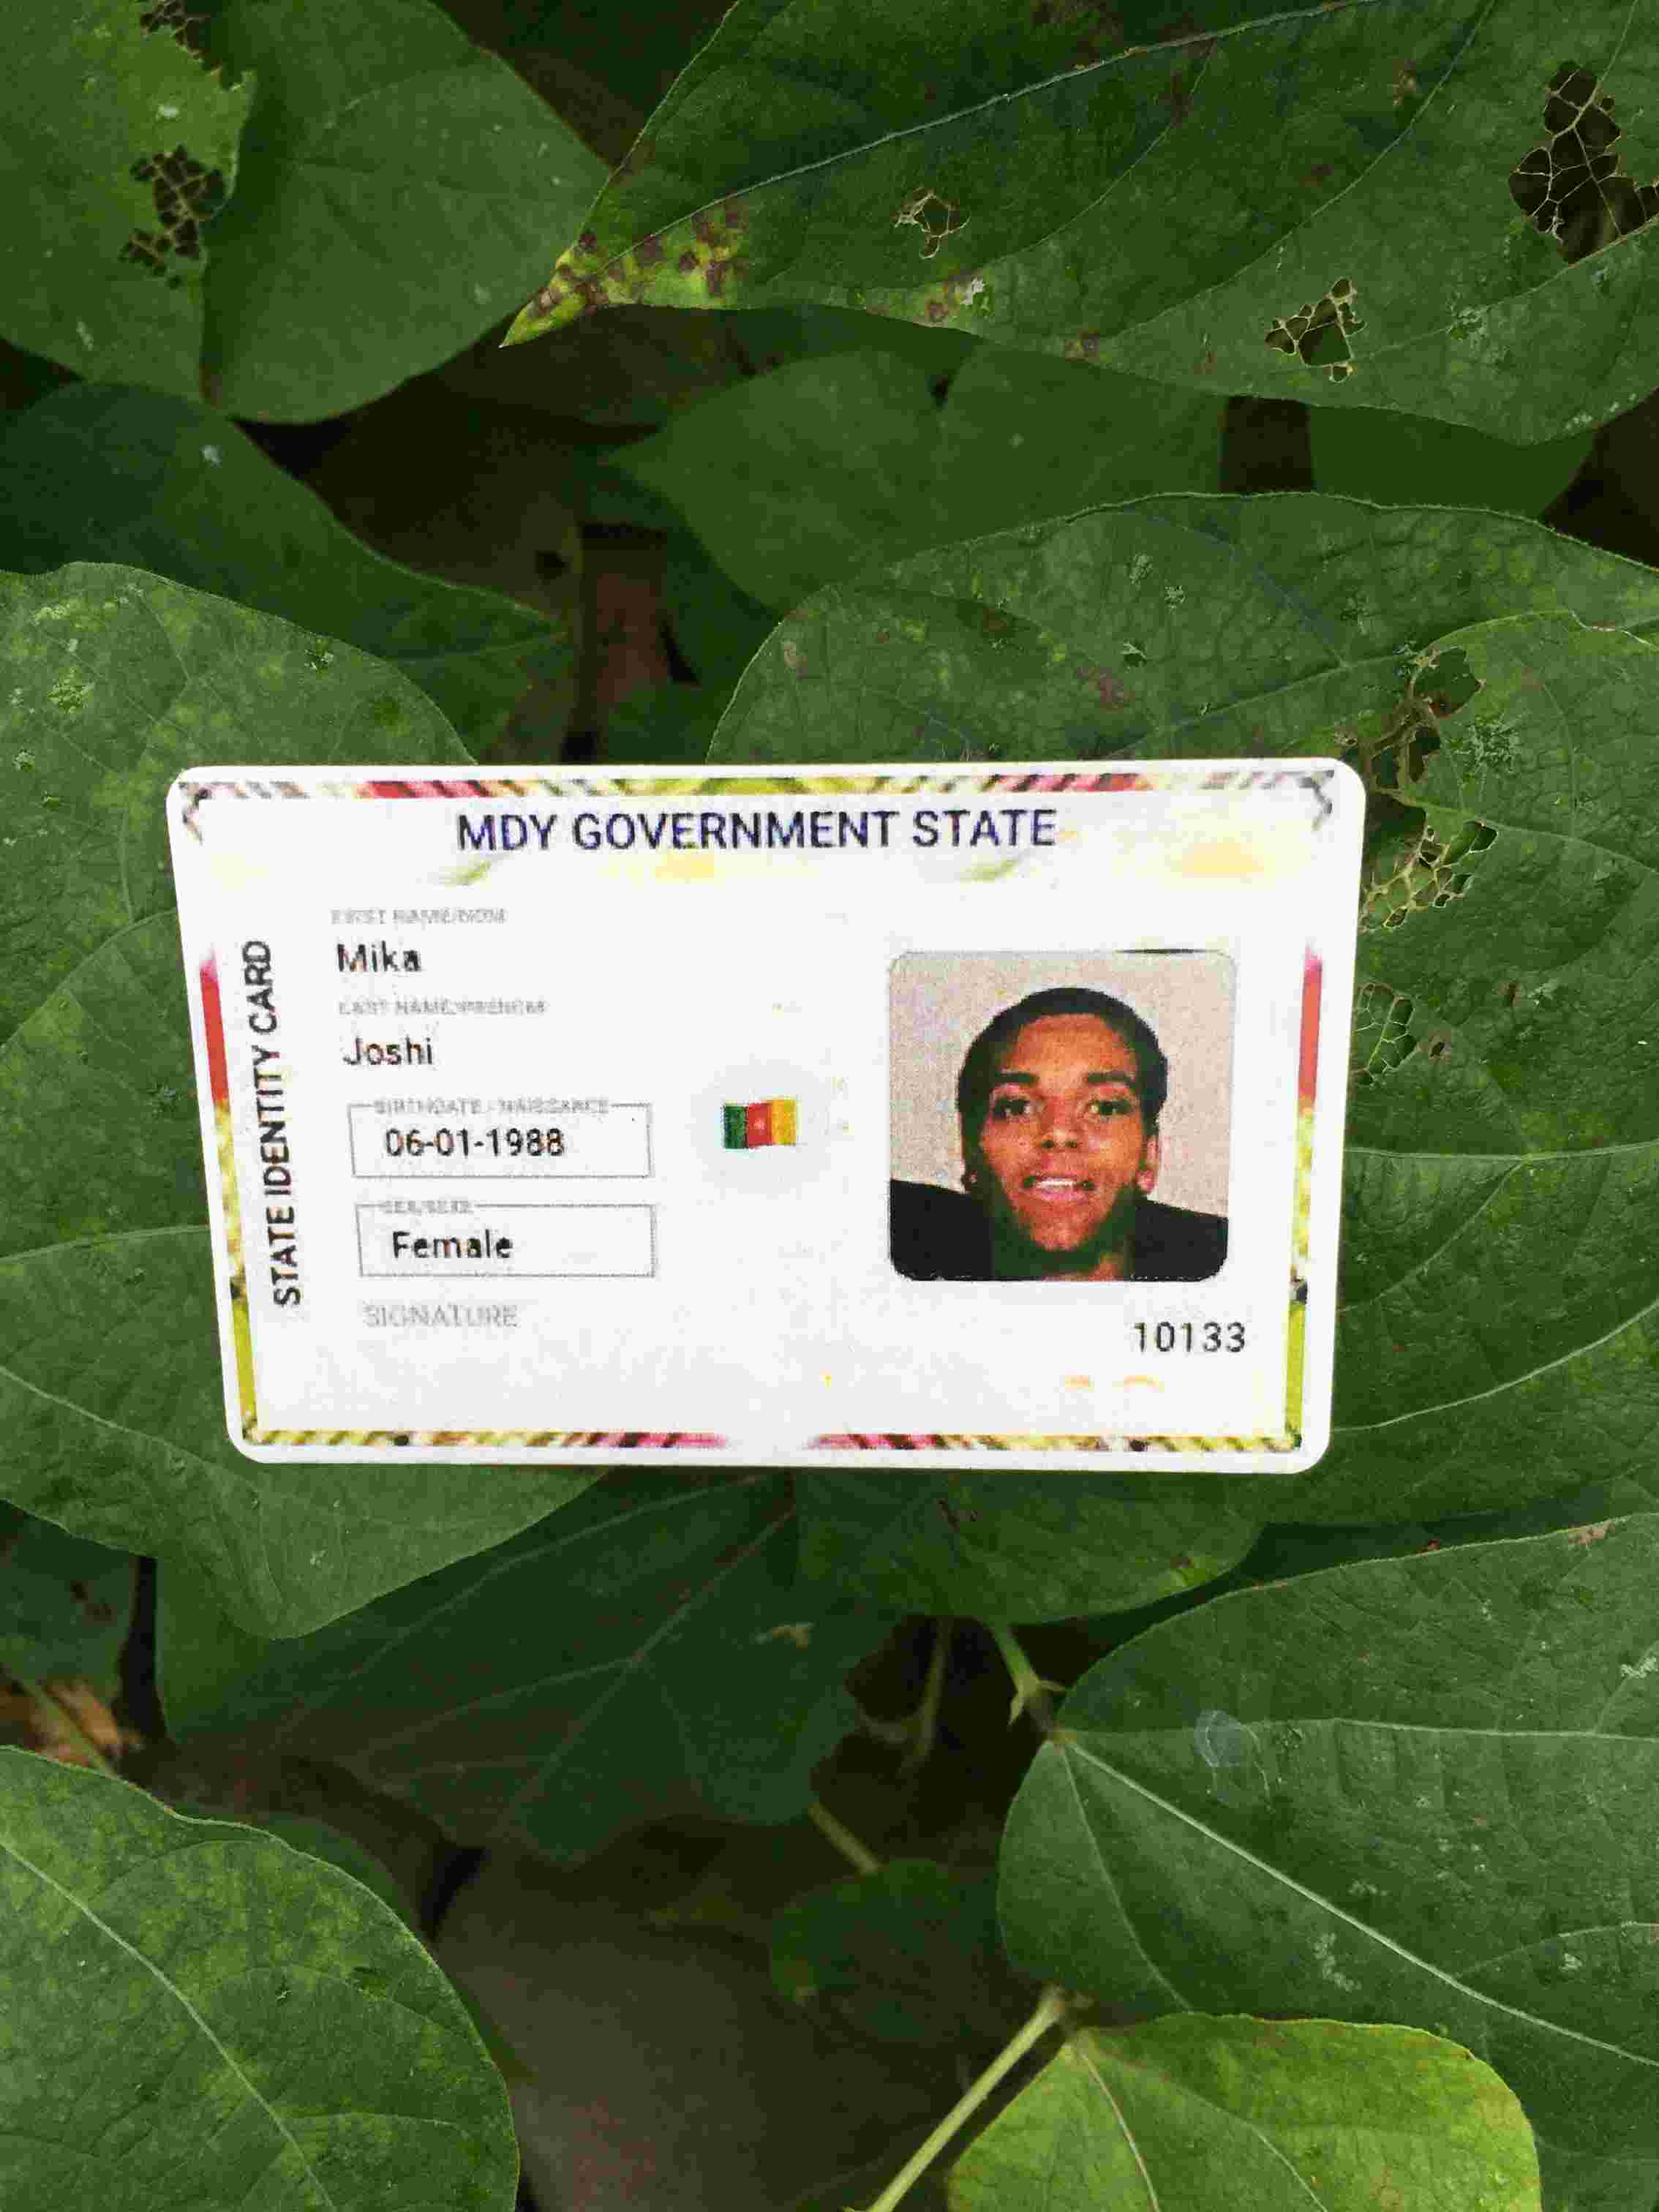 MDY GOVERNMENT STATE
STATE IDENTITY CARD
FIRST NAME/NOM
Mika
LAST NAME/PRENOM
Joshi
BIRTHDATE - NAISSANCE
06-01-1988
SEX/SEXE
Female
SIGNATURE
10133